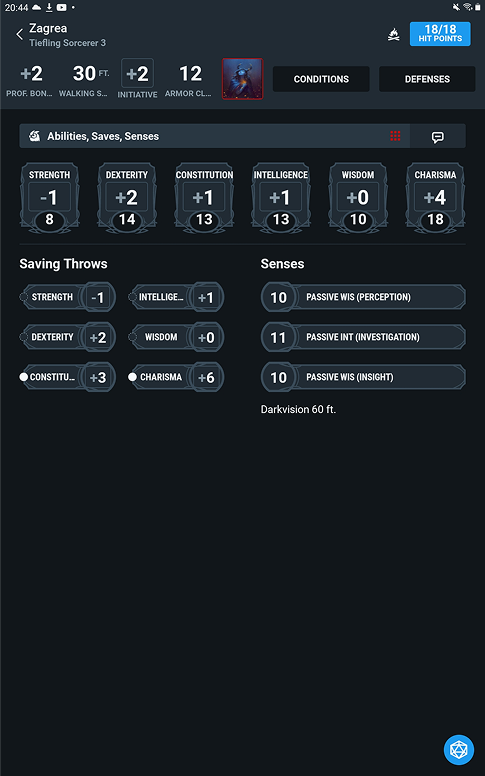 20:44
Zagrea
Tiefling Sorcerer 3
18/18
HIT POINTS
+2
PROF. BON...
30 FT.
WALKING S...
+2
INITIATIVE
12
ARMOR CL...
CONDITIONS
DEFENSES
Abilities, Saves, Senses
STRENGTH
-1
8
DEXTERITY
+2
14
CONSTITUTION
+1
13
INTELLIGENCE
+1
13
WISDOM
+0
10
CHARISMA
+4
18
Saving Throws
STRENGTH -1
INTELLIGE... +1
DEXTERITY +2
WISDOM +0
CONSTITU... +3
CHARISMA +6
Senses
10 PASSIVE WIS (PERCEPTION)
11 PASSIVE INT (INVESTIGATION)
10 PASSIVE WIS (INSIGHT)
Darkvision 60 ft.